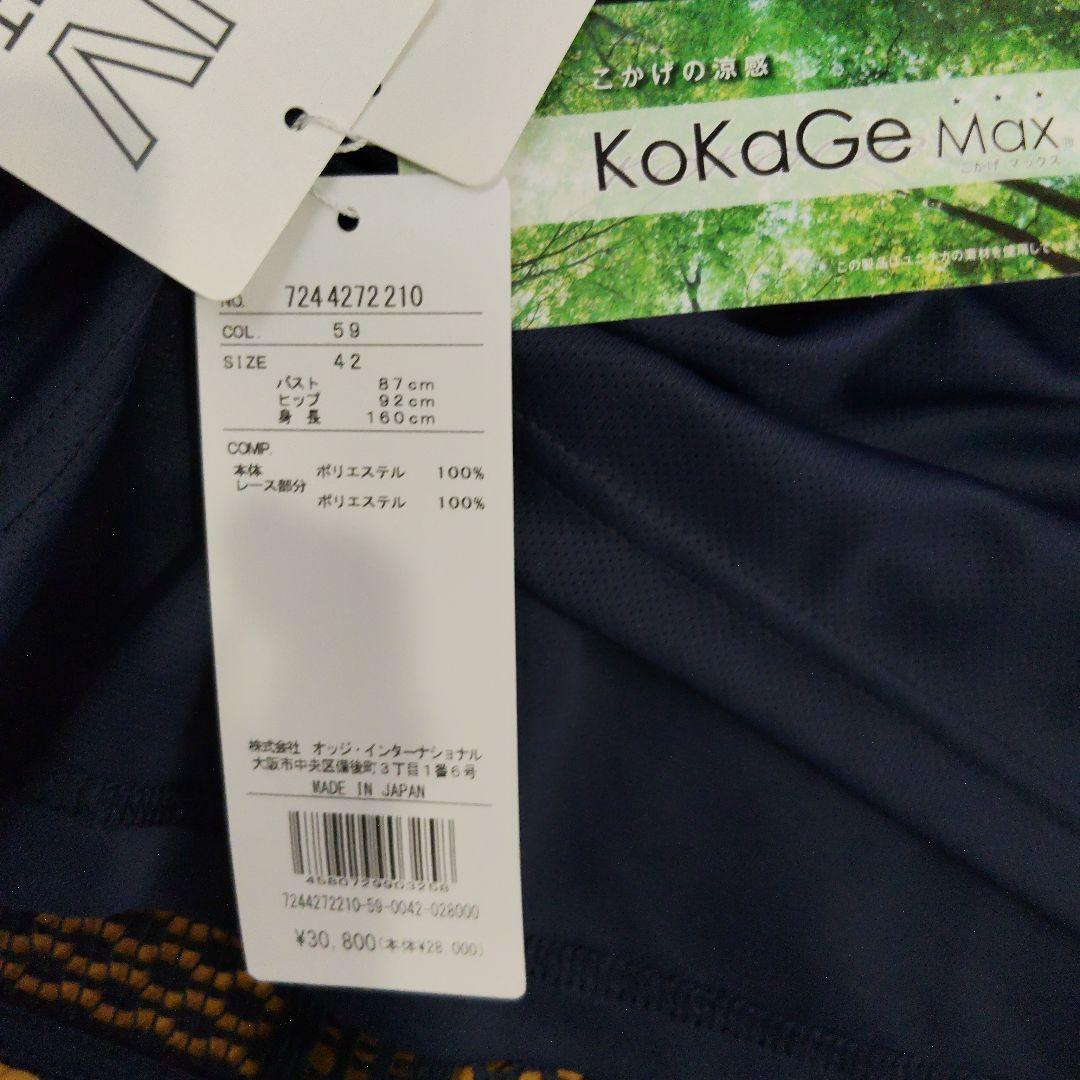 N
こかげの涼感
KoKaGe Max
こかげ マックス
この製品はユニチカの素材を使用してい
NO. 7244272210
COL. 59
SIZE 42
バスト 87cm
ヒップ 92cm
身長 160cm
COMP.
本体 ポリエステル 100%
レース部分
ポリエステル 100%
株式会社 オッジ・インターナショナル
大阪市中央区備後町3丁目1番6号
MADE IN JAPAN
4580729903258
7244272210-59-0042-028000
¥30,800(本体¥28,000)